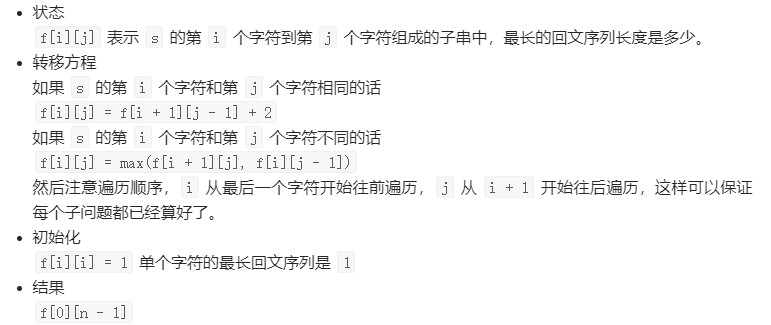 • 状态
f[i][j] 表示 s 的第 i 个字符到第 j 个字符组成的子串中，最长的回文序列长度是多少。
• 转移方程
如果 s 的第 i 个字符和第 j 个字符相同的话
f[i][j] = f[i + 1][j - 1] + 2
如果 s 的第 i 个字符和第 j 个字符不同的话
f[i][j] = max(f[i + 1][j], f[i][j - 1])
然后注意遍历顺序，i 从最后一个字符开始往前遍历，j 从 i + 1 开始往后遍历，这样可以保证
每个子问题都已经算好了。
• 初始化
f[i][i] = 1 单个字符的最长回文序列是 1
• 结果
f[0][n - 1]